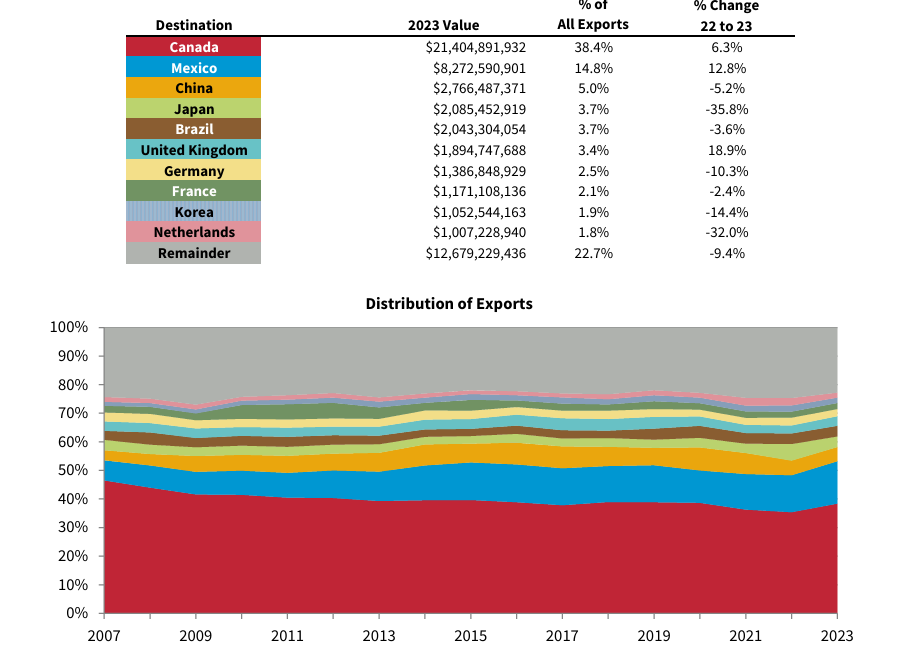 % of % Change
Destination 2023 Value All Exports 22 to 23
Canada $21,404,891,932 38.4% 6.3%
Mexico $8,272,590,901 14.8% 12.8%
China $2,766,487,371 5.0% -5.2%
Japan $2,085,452,919 3.7% -35.8%
Brazil $2,043,304,054 3.7% -3.6%
United Kingdom $1,894,747,688 3.4% 18.9%
Germany $1,386,848,929 2.5% -10.3%
France $1,171,108,136 2.1% -2.4%
Korea $1,052,544,163 1.9% -14.4%
Netherlands $1,007,228,940 1.8% -32.0%
Remainder $12,679,229,436 22.7% -9.4%
Distribution of Exports
100%
90%
80%
70%
60%
50%
40%
30%
20%
10%
0%
2007 2009 2011 2013 2015 2017 2019 2021 2023